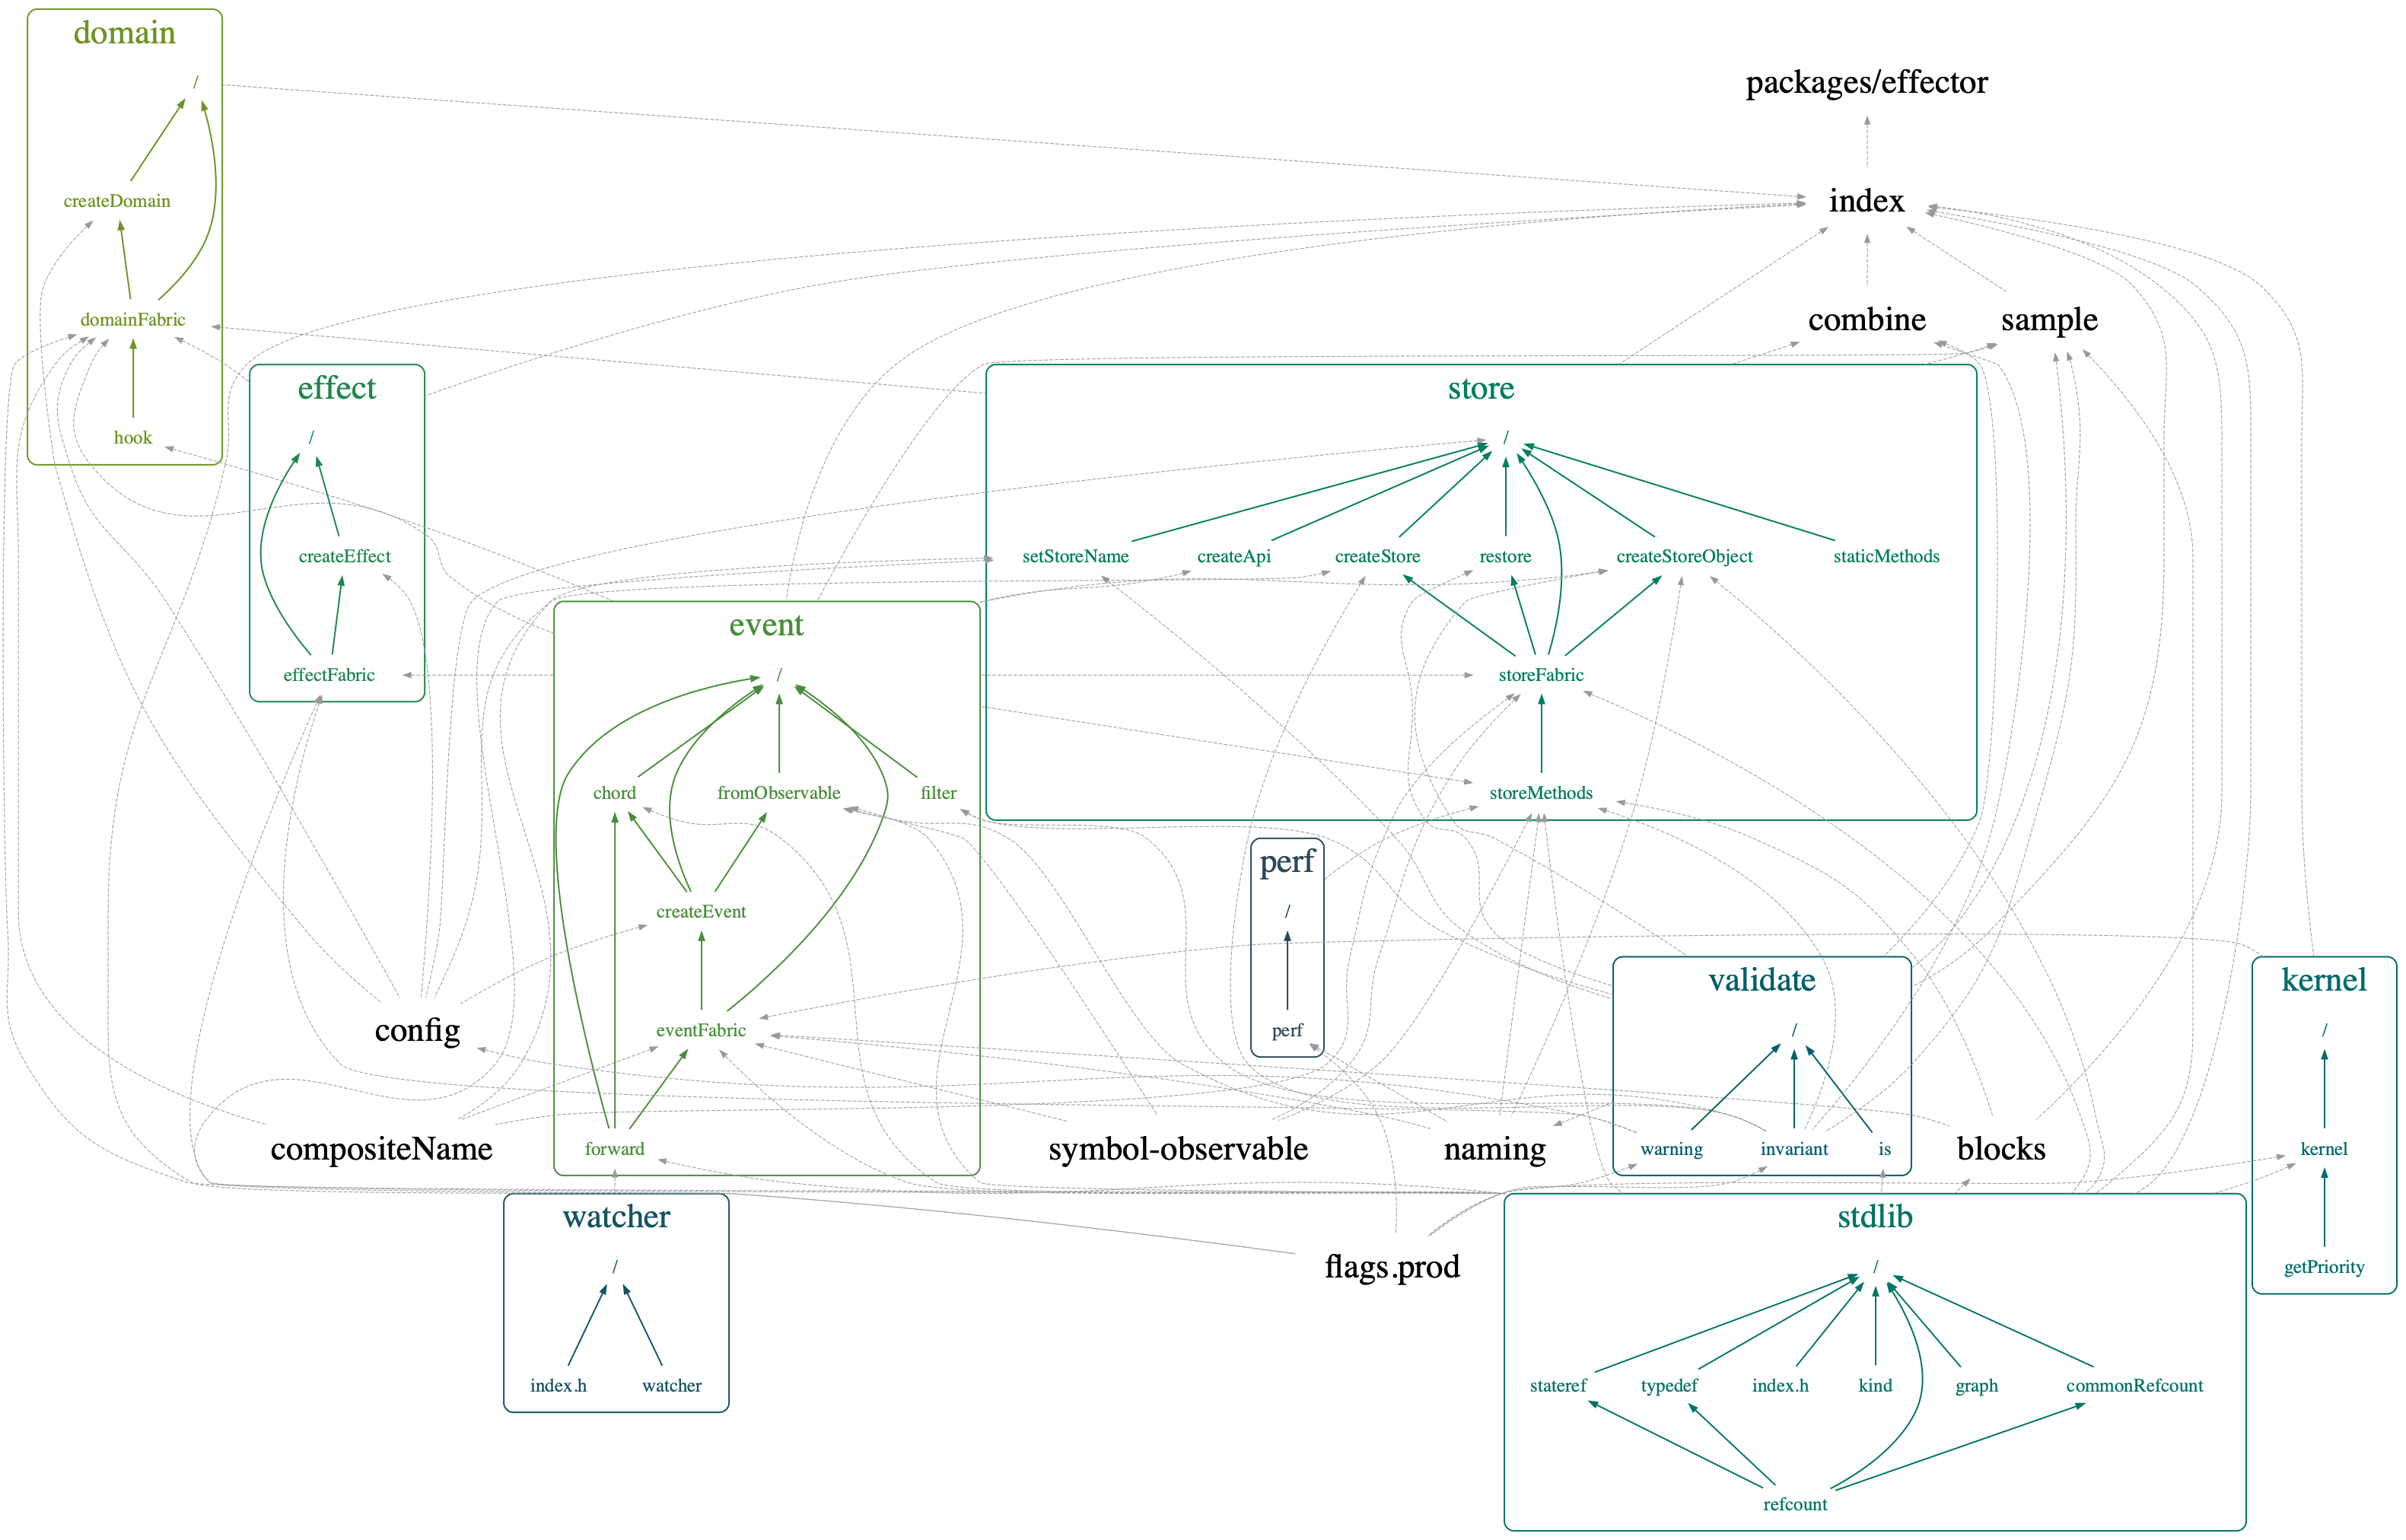 domain
/
packages/effector
createDomain
index
domainFabric
combine
sample
effect
store
/
hook
/
createEffect
setStoreName
createApi
createStore
restore
createStoreObject
staticMethods
event
effectFabric
/
storeFabric
chord
fromObservable
filter
storeMethods
perf
createEvent
/
validate
kernel
config
eventFabric
perf
/
/
compositeName
forward
symbol-observable
naming
warning
invariant
is
blocks
kernel
watcher
stdlib
/
flags.prod
/
getPriority
index.h
watcher
stateref
typedef
index.h
kind
graph
commonRefcount
refcount